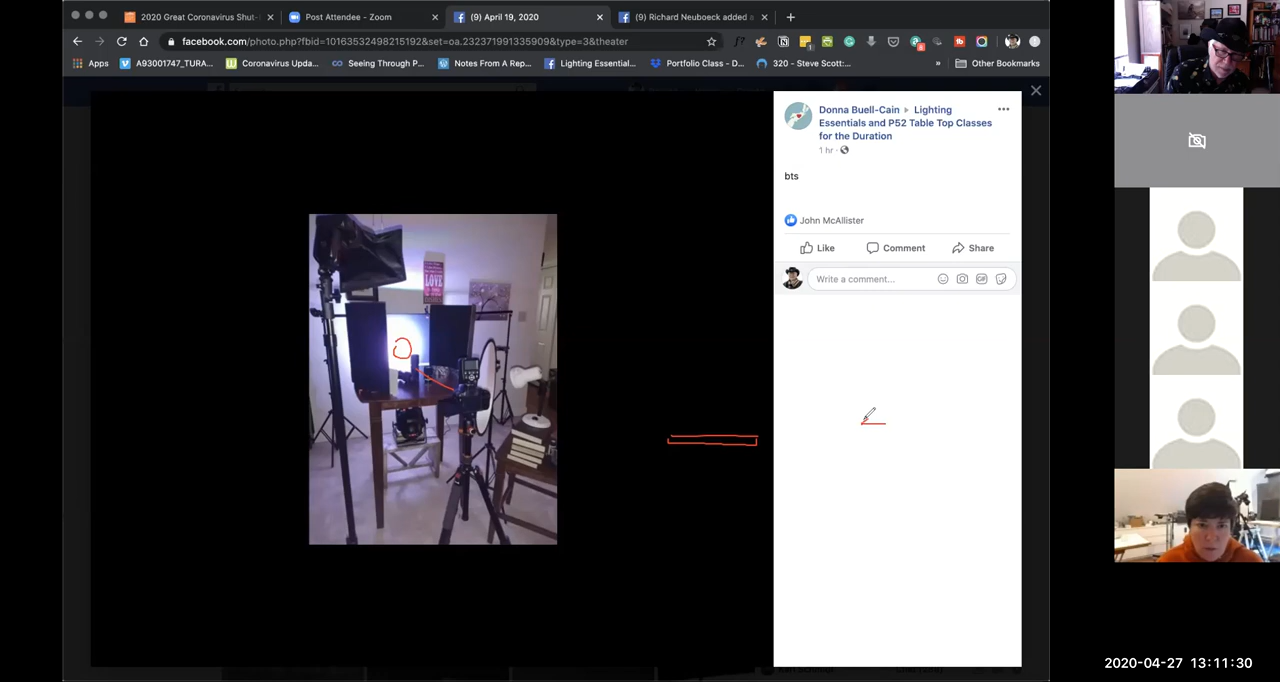 2020 Great Coronavirus Shut-
Post Attendee - Zoom
(9) April 19, 2020
(9) Richard Neuboeck added a
facebook.com/photo.php?fbid=10163532498215192&set=oa.232371991335909&type=3&theater
Apps
A93001747_TURA...
Coronavirus Upda...
Seeing Through P...
Notes From A Rep...
Lighting Essential...
Portfolio Class - D...
320 - Steve Scott:...
»
Other Bookmarks
Donna Buell-Cain ▸ Lighting
Essentials and P52 Table Top Classes
for the Duration
1 hr ·
bts
John McAllister
Like
Comment
Share
Write a comment...
GIF
LOVE
2020-04-27 13:11:30